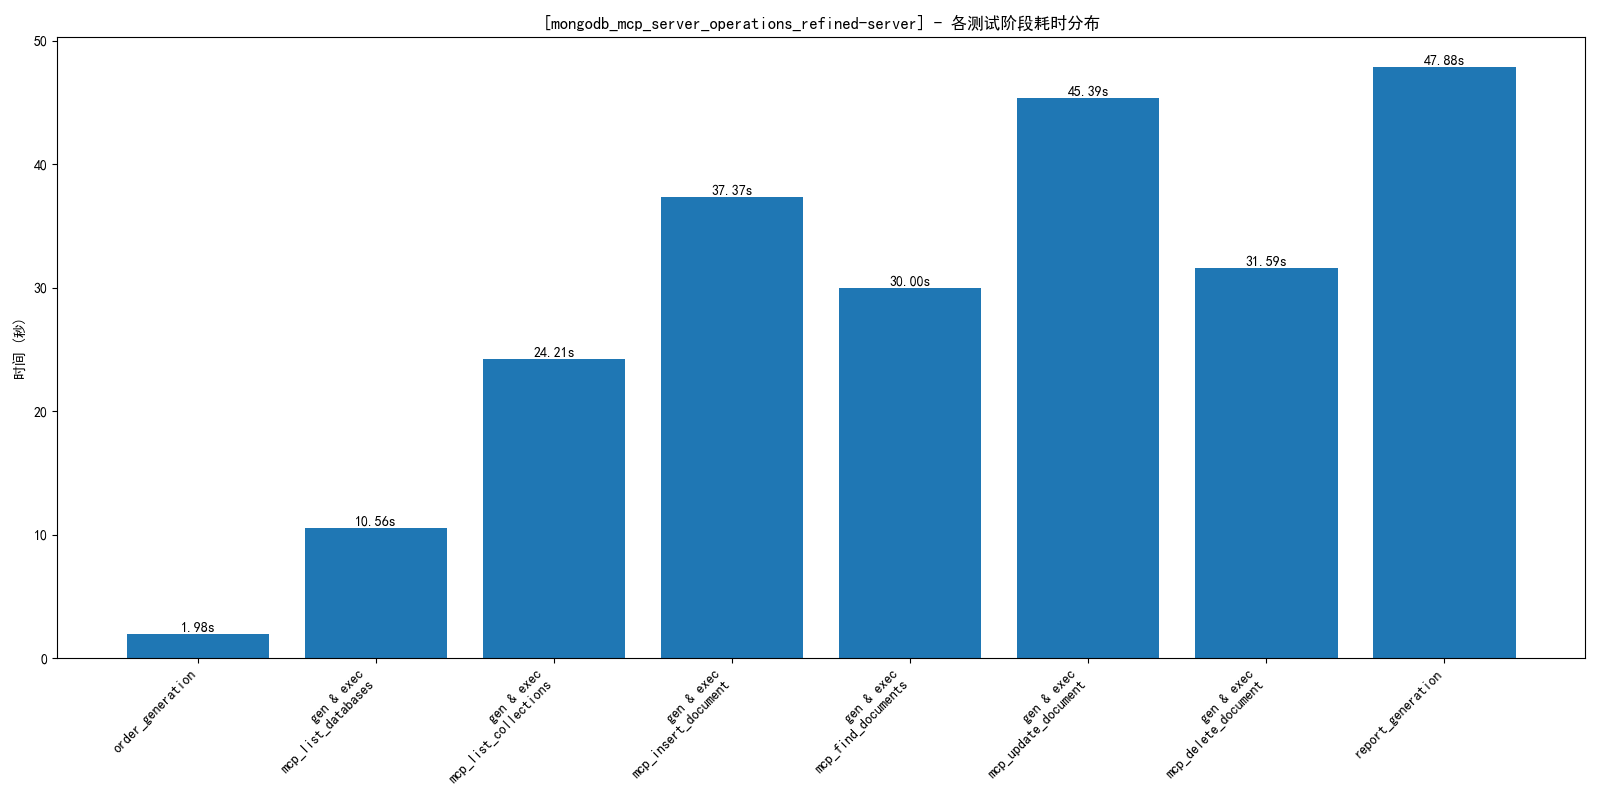 [mongodb_mcp_server_operations_refined-server] - 各测试阶段耗时分布
时间 (秒)
50
40
30
20
10
0
1.98s
10.56s
24.21s
37.37s
30.00s
45.39s
31.59s
47.88s
order_generation
gen & exec
mcp_list_databases
gen & exec
mcp_list_collections
gen & exec
mcp_insert_document
gen & exec
mcp_find_documents
gen & exec
mcp_update_document
gen & exec
mcp_delete_document
report_generation